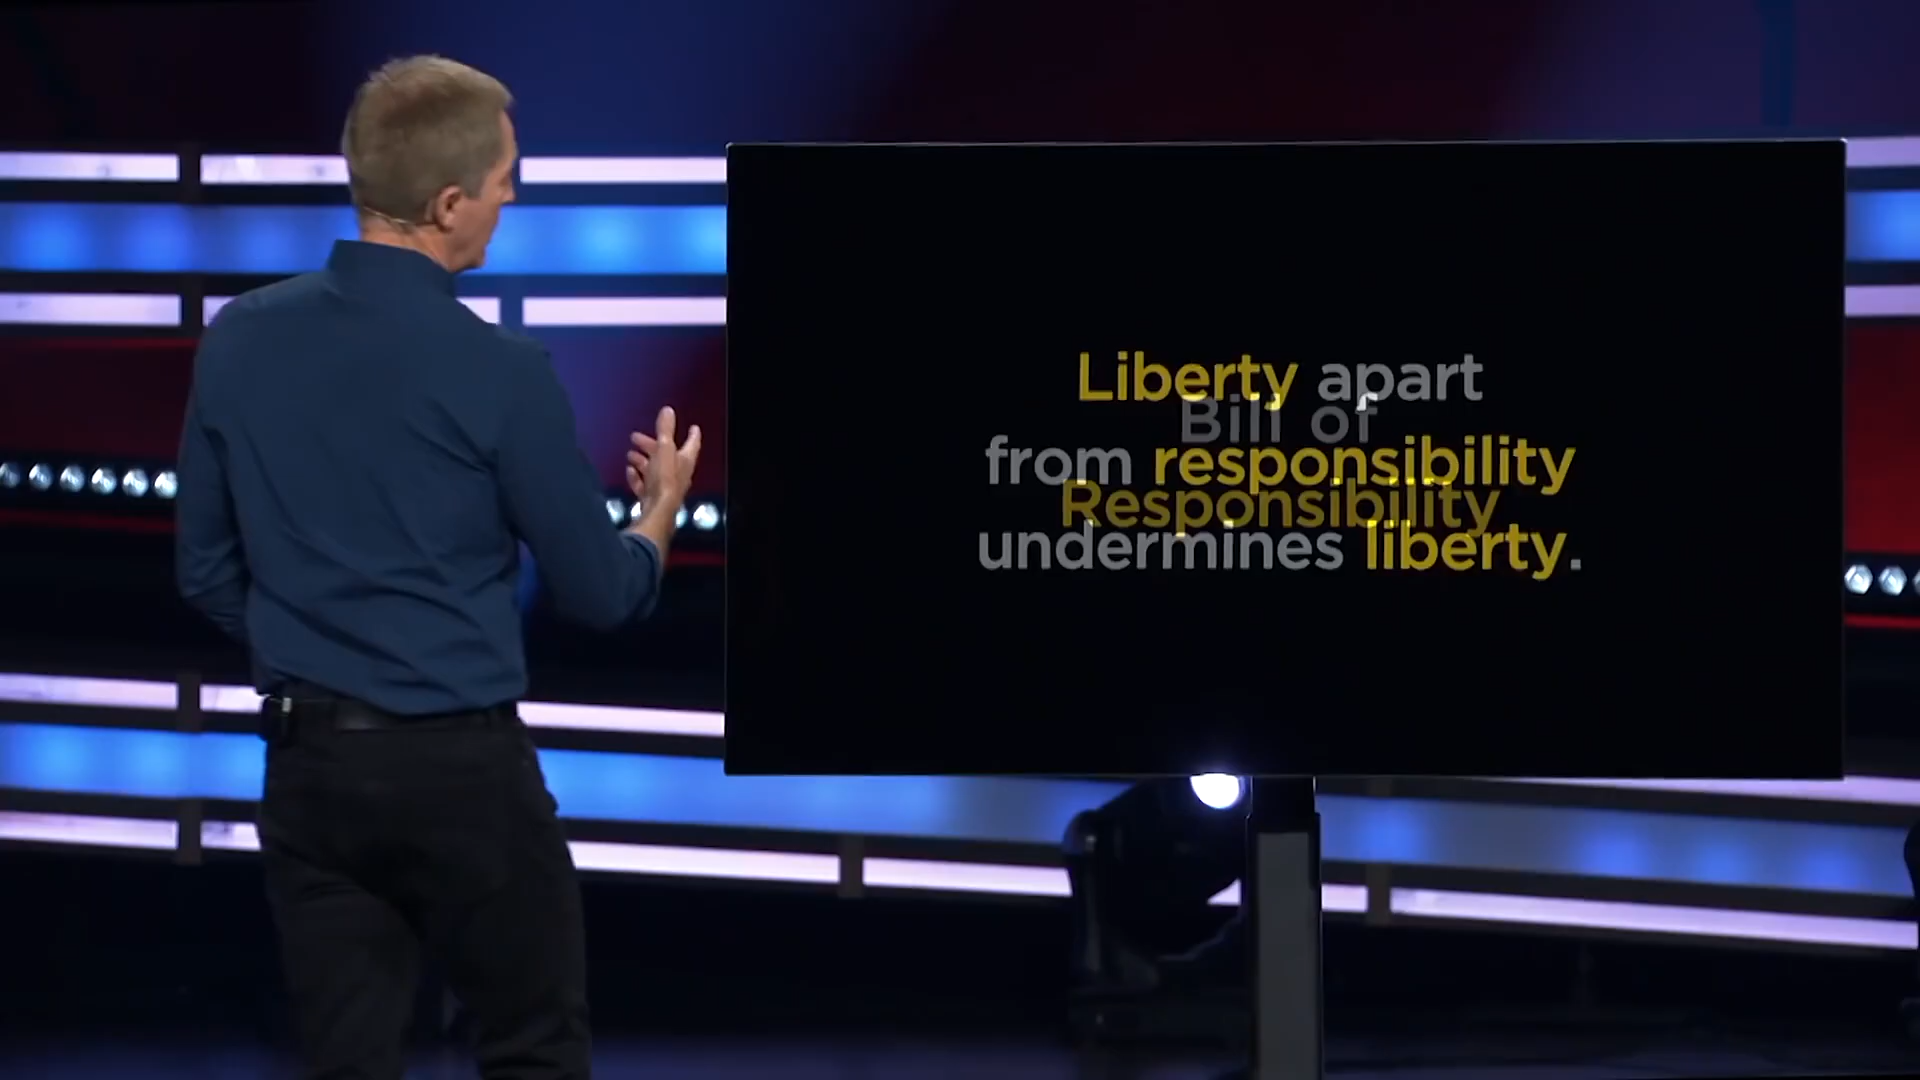 Liberty apart
Bill of
from responsibility
Responsibility
undermines liberty.